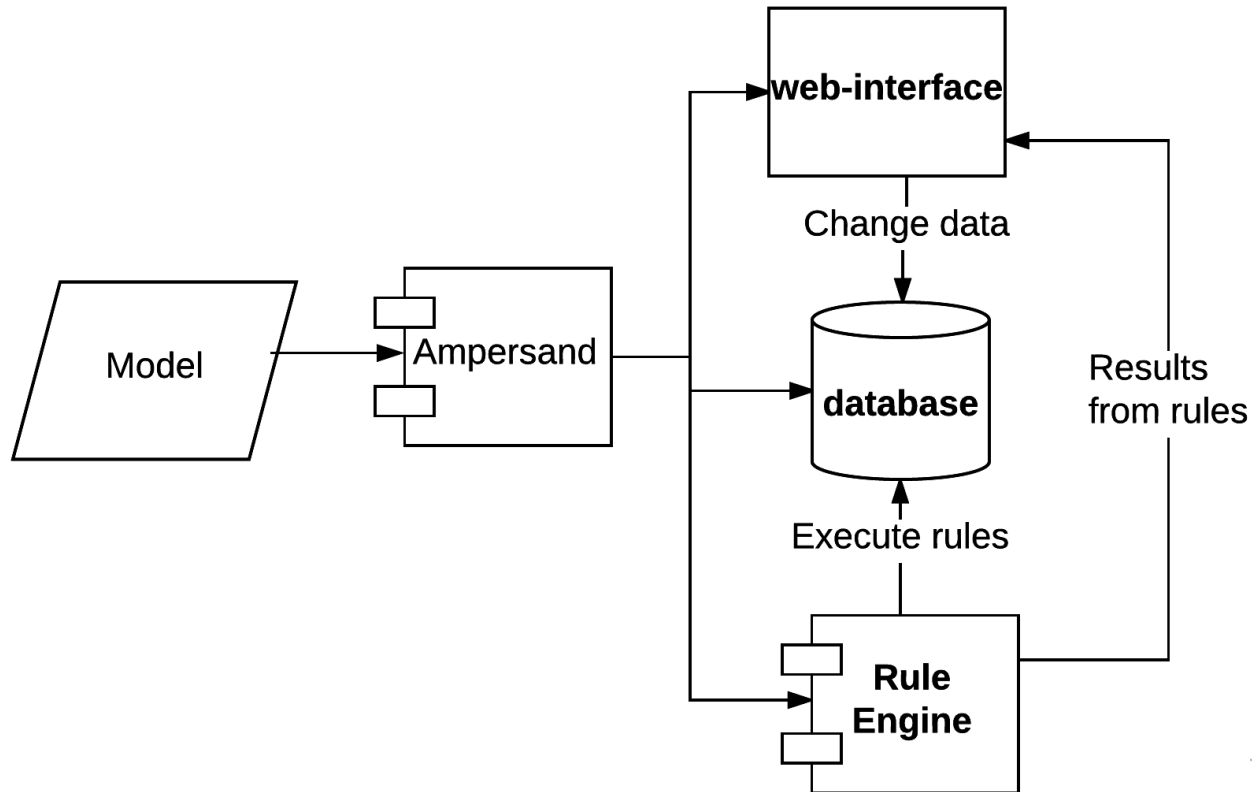 web-interface
Change data
Model
Ampersand
database
Results
from rules
Execute rules
Rule
Engine